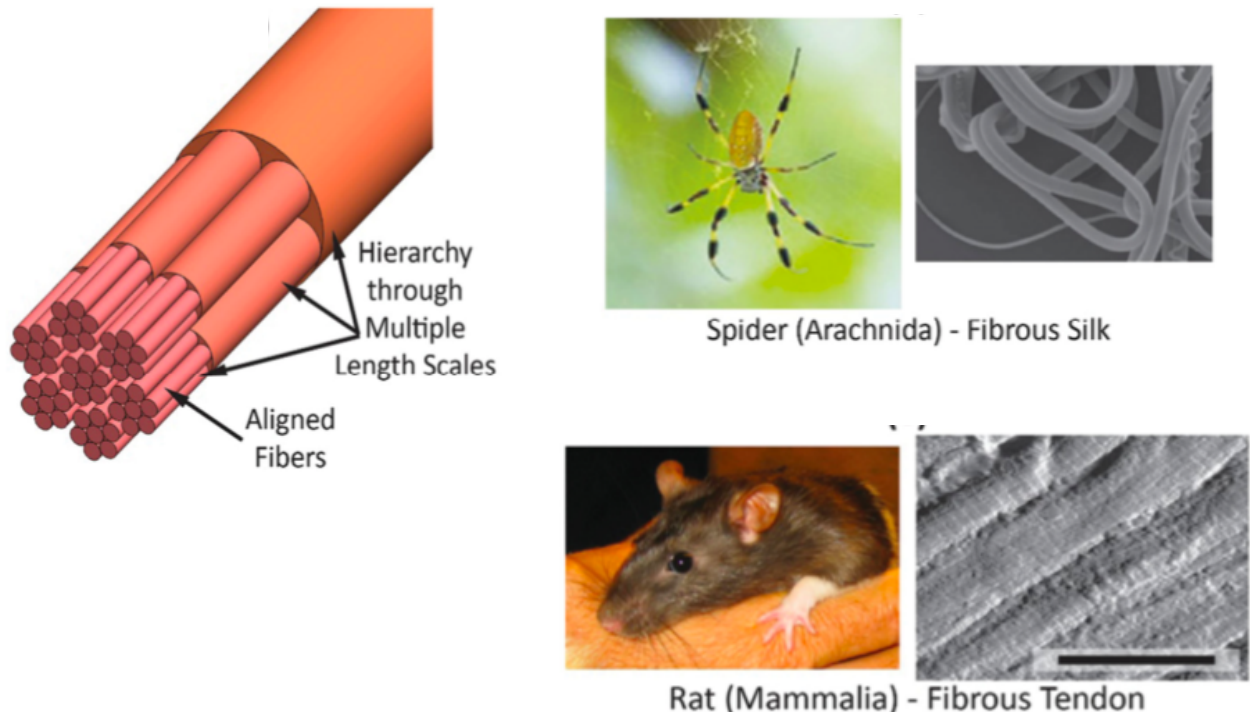 Hierarchy
through
Multiple
Length Scales
Aligned
Fibers
Spider (Arachnida) - Fibrous Silk
Rat (Mammalia) - Fibrous Tendon